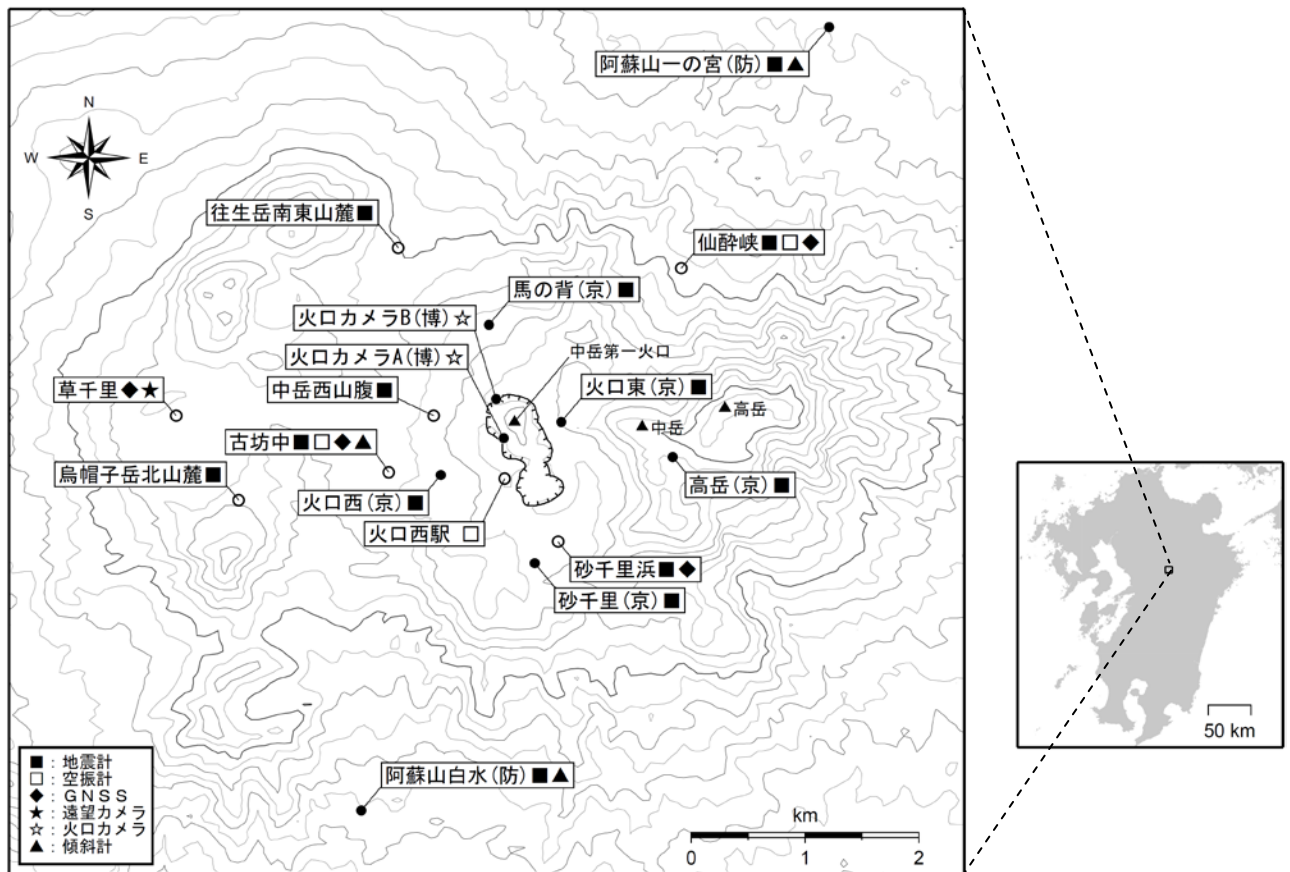 阿蘇山一の宮(防)■▲
N
W
E
S
往生岳南東山麓■
仙酔峡■□◆
馬の背(京)■
火口カメラB(博)☆
火口カメラA(博)☆
中岳第一火口
草千里◆★
中岳西山腹■
火口東(京)■
高岳
中岳
古坊中■□◆▲
烏帽子岳北山麓■
火口西(京)■
高岳(京)■
火口西駅 □
砂千里浜■◆
砂千里(京)■
阿蘇山白水(防)■▲
■：地震計
□：空振計
◆：GNSS
★：遠望カメラ
☆：火口カメラ
▲：傾斜計
km
0 1 2
50 km